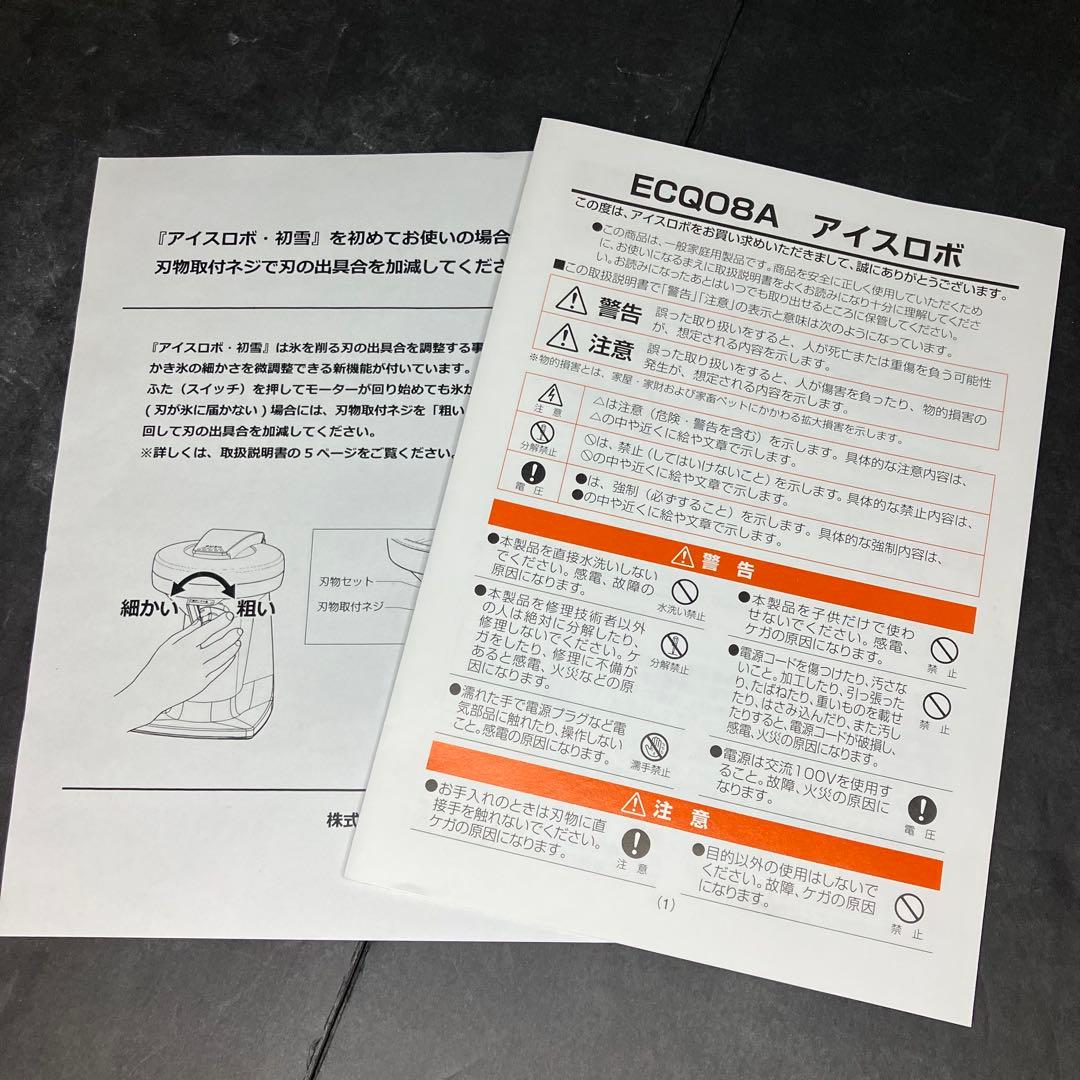 『アイスロボ・初雪』を初めてお使いの場合
刃物取付ネジで刃の出具合を加減してくださ
『アイスロボ・初雪』は氷を削る刃の出具合を調整する事
かき氷の細かさを微調整できる新機能が付いています。
ふた(スイッチ)を押してモーターが回り始めても氷が
(刃が氷に届かない)場合には、刃物取付ネジを「粗い
回して刃の出具合を加減してください。
※詳しくは、取扱説明書の5ページをご覧ください。
細かい
粗い
刃物セット
刃物取付ネジ
株式
ECQ08A アイスロボ
この度は、アイスロボをお買い求めいただきまして、誠にありがとうございます。
●この商品は、一般家庭用製品です。商品を安全に正しく使用していただくため
に、お使いになるまえに取扱説明書をよくお読みになり十分に理解してくださ
い。お読みになったあとはいつでも取り出せるところに保管してください。
■この取扱説明書で「警告」「注意」の表示と意味は次のようになっています。
警告
誤った取り扱いをすると、人が死亡または重傷を負う可能性
が、想定される内容を示します。
注意
誤った取り扱いをすると、人が傷害を負ったり、物的損害の
発生が、想定される内容を示します。
※物的損害とは、家屋・家財および家畜ペットにかかわる拡大損害を示します。
注意
△は注意(危険・警告を含む)を示します。具体的な注意内容は、
△の中や近くに絵や文章で示します。
分解禁止
🚫は、禁止(してはいけないこと)を示します。具体的な禁止内容は、
🚫の中や近くに絵や文章で示します。
電圧
●は、強制(必ずすること)を示します。具体的な強制内容は、
●の中や近くに絵や文章で示します。
警告
●本製品を直接水洗いしない
でください。感電、故障の
原因になります。
水洗い禁止
●本製品を修理技術者以外
の人は絶対に分解したり、
修理しないでください。ケ
ガをしたり、修理に不備が
あると感電、火災などの原
因になります。
分解禁止
●濡れた手で電源プラグなど電
気部品に触れたり、操作しない
こと。感電の原因になります。
濡手禁止
●本製品を子供だけで使わ
せないでください。感電、
ケガの原因になります。
禁止
●電源コードを傷つけたり、汚さな
いこと。加工したり、引っ張った
り、たばねたり、重いものを載せ
たり、はさみ込んだり、また汚し
たりすると、電源コードが破損し、
感電、火災の原因になります。
禁止
●電源は交流100Vを使用す
ること。故障、火災の原因に
なります。
電圧
注意
●お手入れのときは刃物に直
接手を触れないでください。
ケガの原因になります。
注意
●目的以外の使用はしないで
ください。故障、ケガの原因
になります。
禁止
(1)